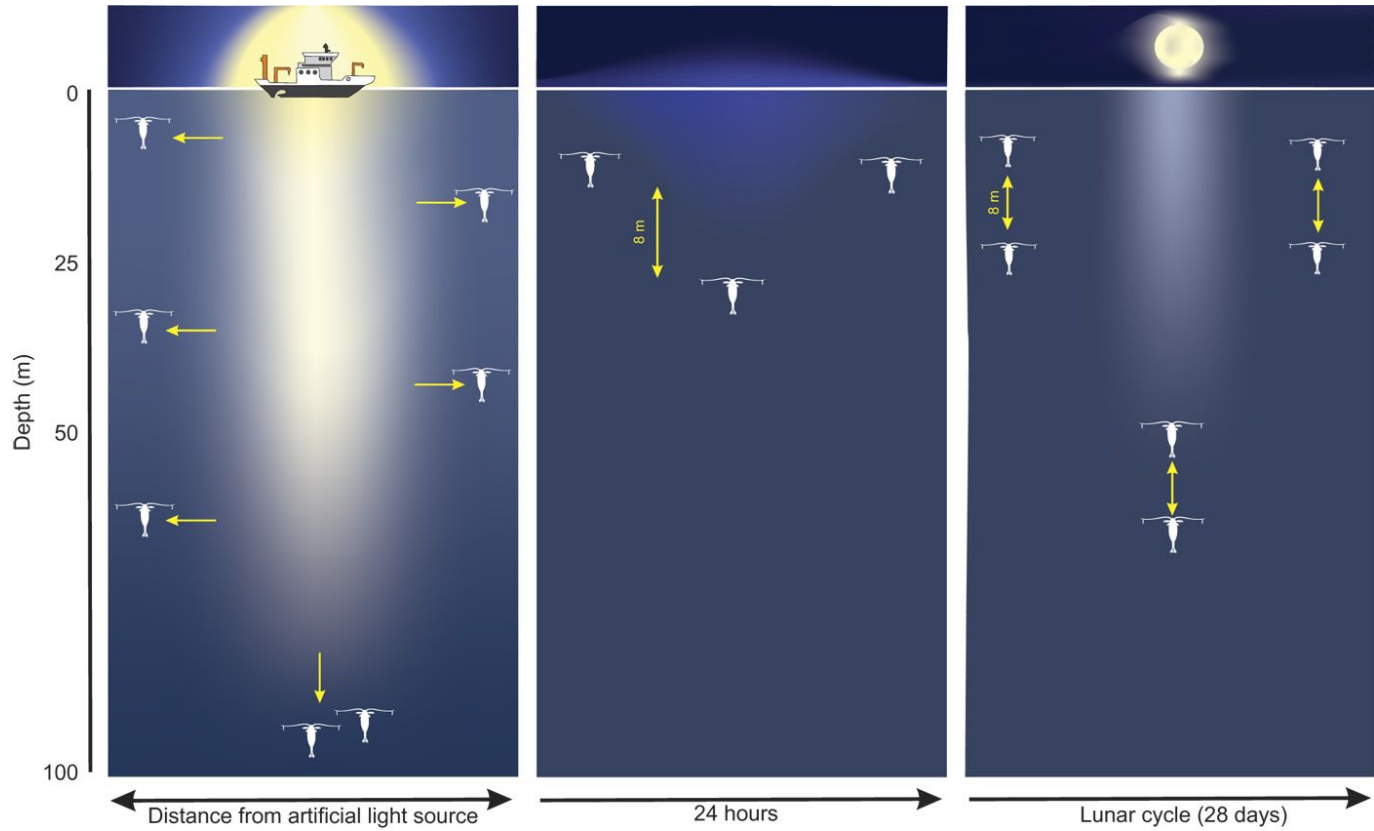 0
25
50
100
Depth (m)
8 m
8 m
Distance from artificial light source
24 hours
Lunar cycle (28 days)